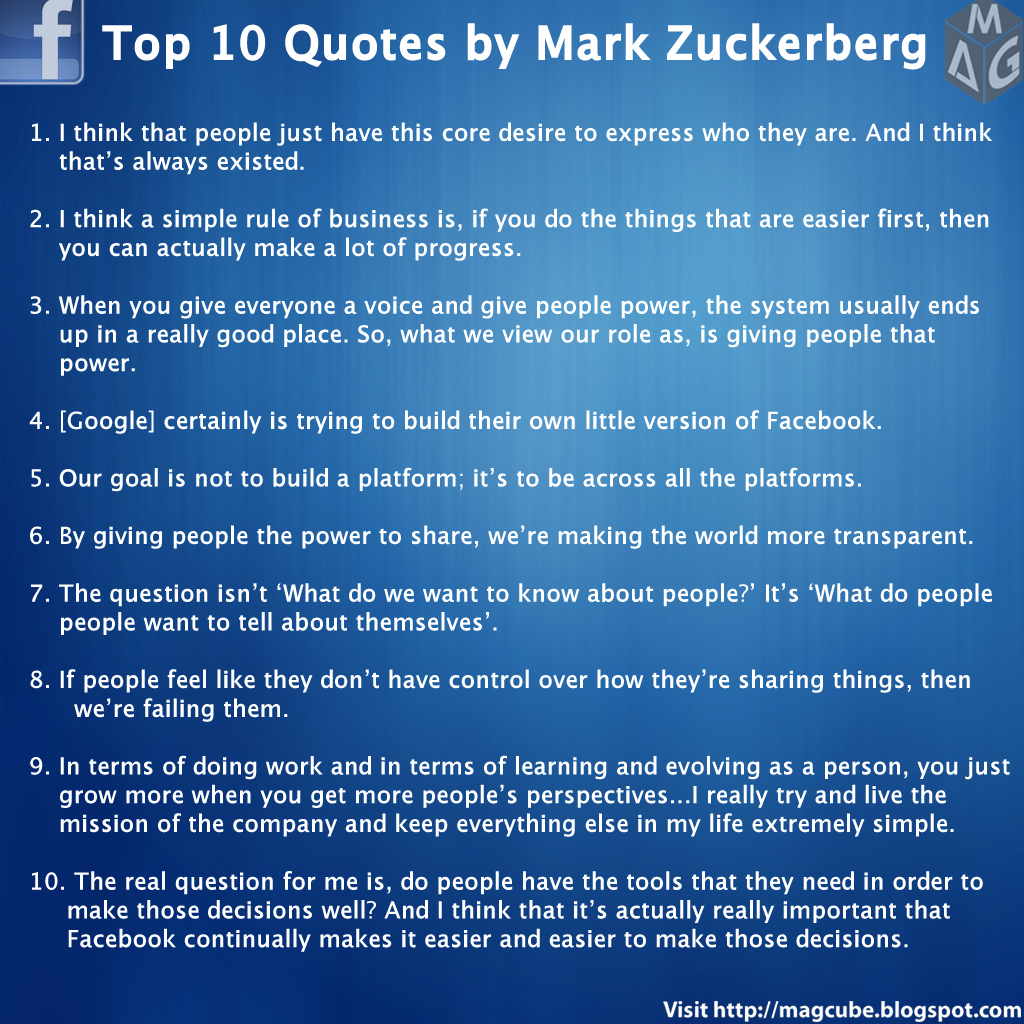 f
Top 10 Quotes by Mark Zuckerberg
MAG
1. I think that people just have this core desire to express who they are. And I think
that’s always existed.
2. I think a simple rule of business is, if you do the things that are easier first, then
you can actually make a lot of progress.
3. When you give everyone a voice and give people power, the system usually ends
up in a really good place. So, what we view our role as, is giving people that
power.
4. [Google] certainly is trying to build their own little version of Facebook.
5. Our goal is not to build a platform; it’s to be across all the platforms.
6. By giving people the power to share, we’re making the world more transparent.
7. The question isn’t ‘What do we want to know about people?’ It’s ‘What do people
people want to tell about themselves’.
8. If people feel like they don’t have control over how they’re sharing things, then
we’re failing them.
9. In terms of doing work and in terms of learning and evolving as a person, you just
grow more when you get more people’s perspectives...I really try and live the
mission of the company and keep everything else in my life extremely simple.
10. The real question for me is, do people have the tools that they need in order to
make those decisions well? And I think that it’s actually really important that
Facebook continually makes it easier and easier to make those decisions.
Visit http://magcube.blogspot.com